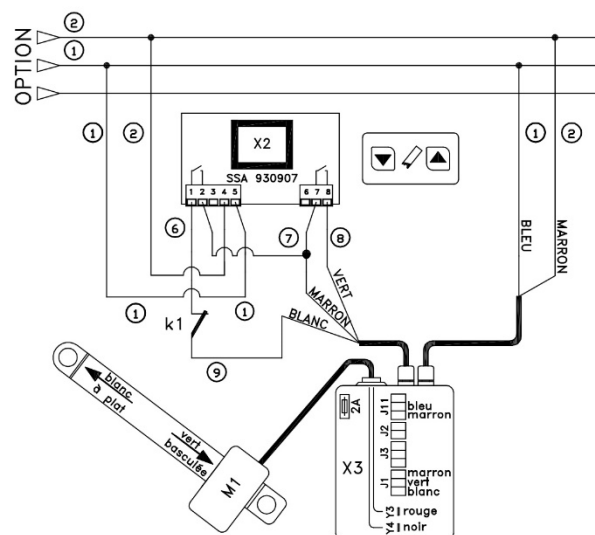 OPTION
2
1
X2
SSA 930907
1 2 3 4 5
6 7 8
1
2
6
7
8
1
2
BLEU
MARRON
VERT
MARRON
BLANC
1
1
k1
9
blanc
à plat
vert
basculée
M1
2A
X3
J11
bleu
marron
J2
J3
J1
marron
vert
blanc
Y3 rouge
Y4 noir